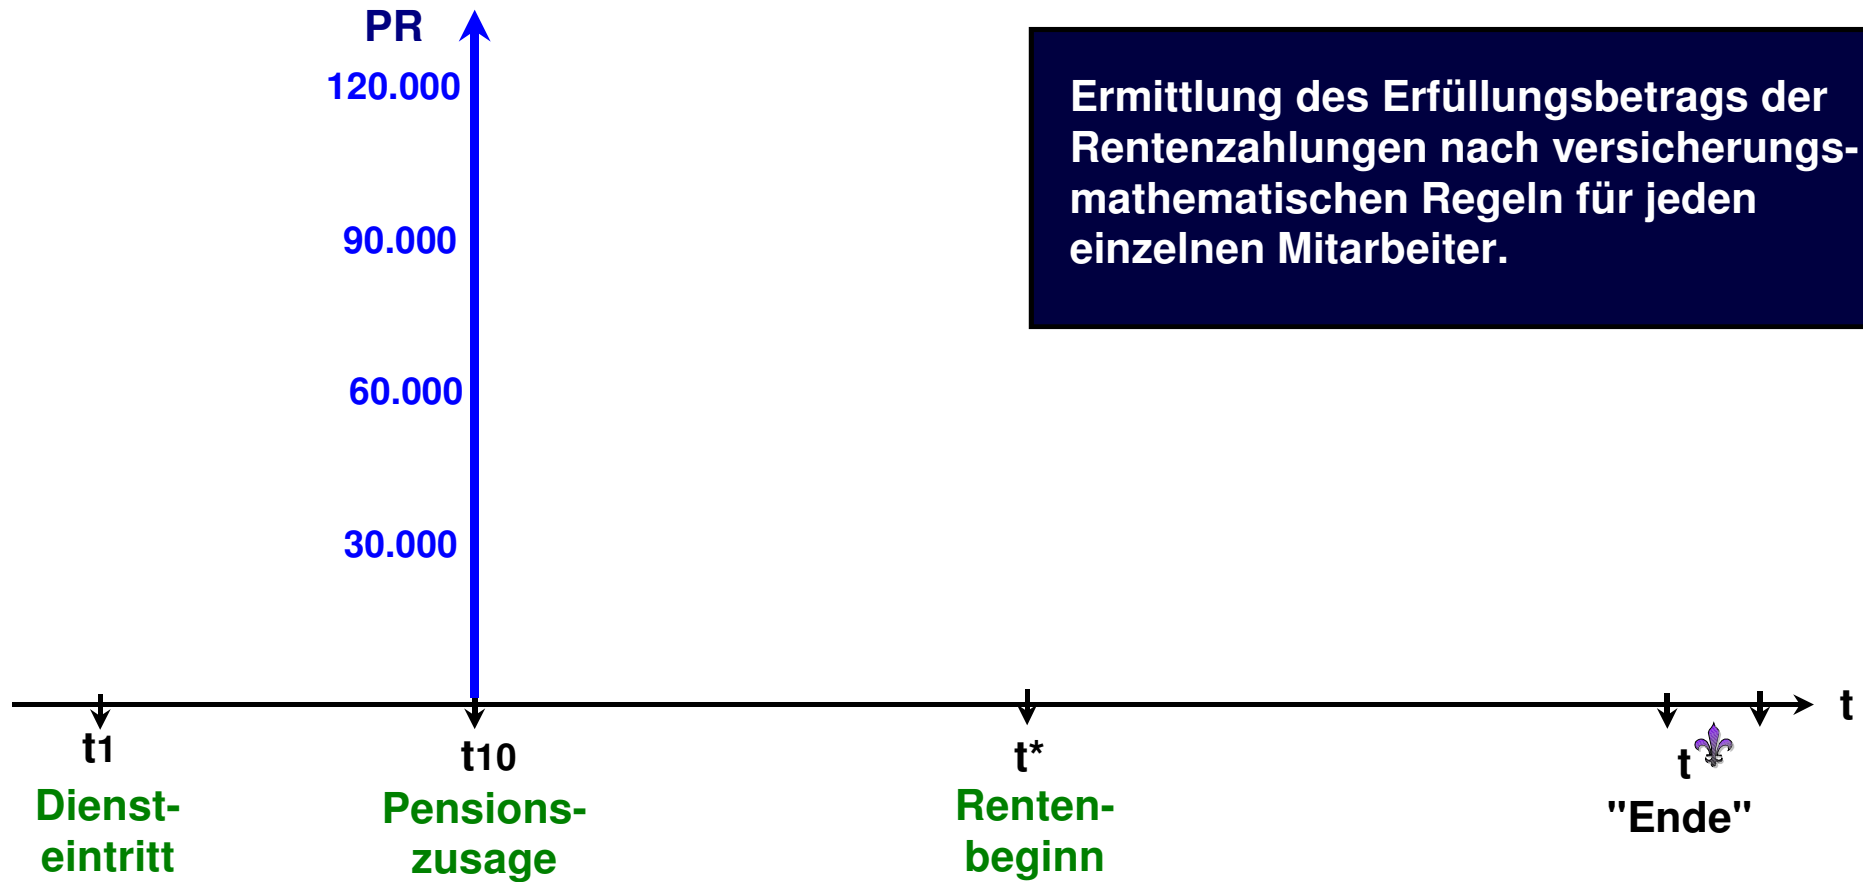 PR
120.000
90.000
60.000
30.000
Ermittlung des Erfüllungsbetrags der
Rentenzahlungen nach versicherungs-
mathematischen Regeln für jeden
einzelnen Mitarbeiter.
t
t1
Dienst-
eintritt
t10
Pensions-
zusage
t*
Renten-
beginn
t
"Ende"